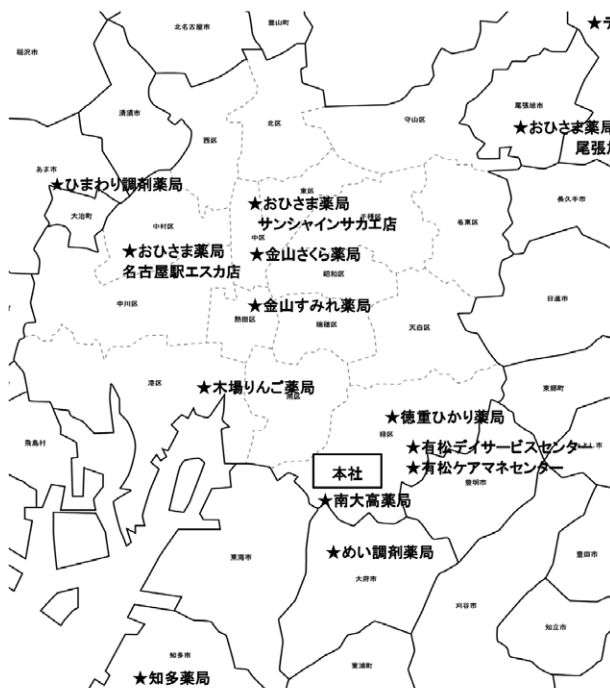 北名古屋市
豊山町
稲沢市
★デ
清須市
北区
守山区
尾張旭市
西区
★おひさま薬局
尾張旭
あま市
★ひまわり調剤薬局
大治町
東区
★おひさま薬局
サンシャインサカエ店
千種区
名東区
長久手市
中村区
中区
★おひさま薬局
名古屋駅エスカ店
★金山さくら薬局
昭和区
中川区
日進市
★金山すみれ薬局
熱田区
瑞穂区
天白区
港区
★木場りんご薬局
南区
東郷町
飛島村
★徳重ひかり薬局
緑区
★有松デイサービスセンター
よし市
★有松ケアマネセンター
豊明市
本社
★南大高薬局
東海市
★めい調剤薬局
大府市
豊田市
刈谷市
知立市
知多市
★知多薬局
東浦町